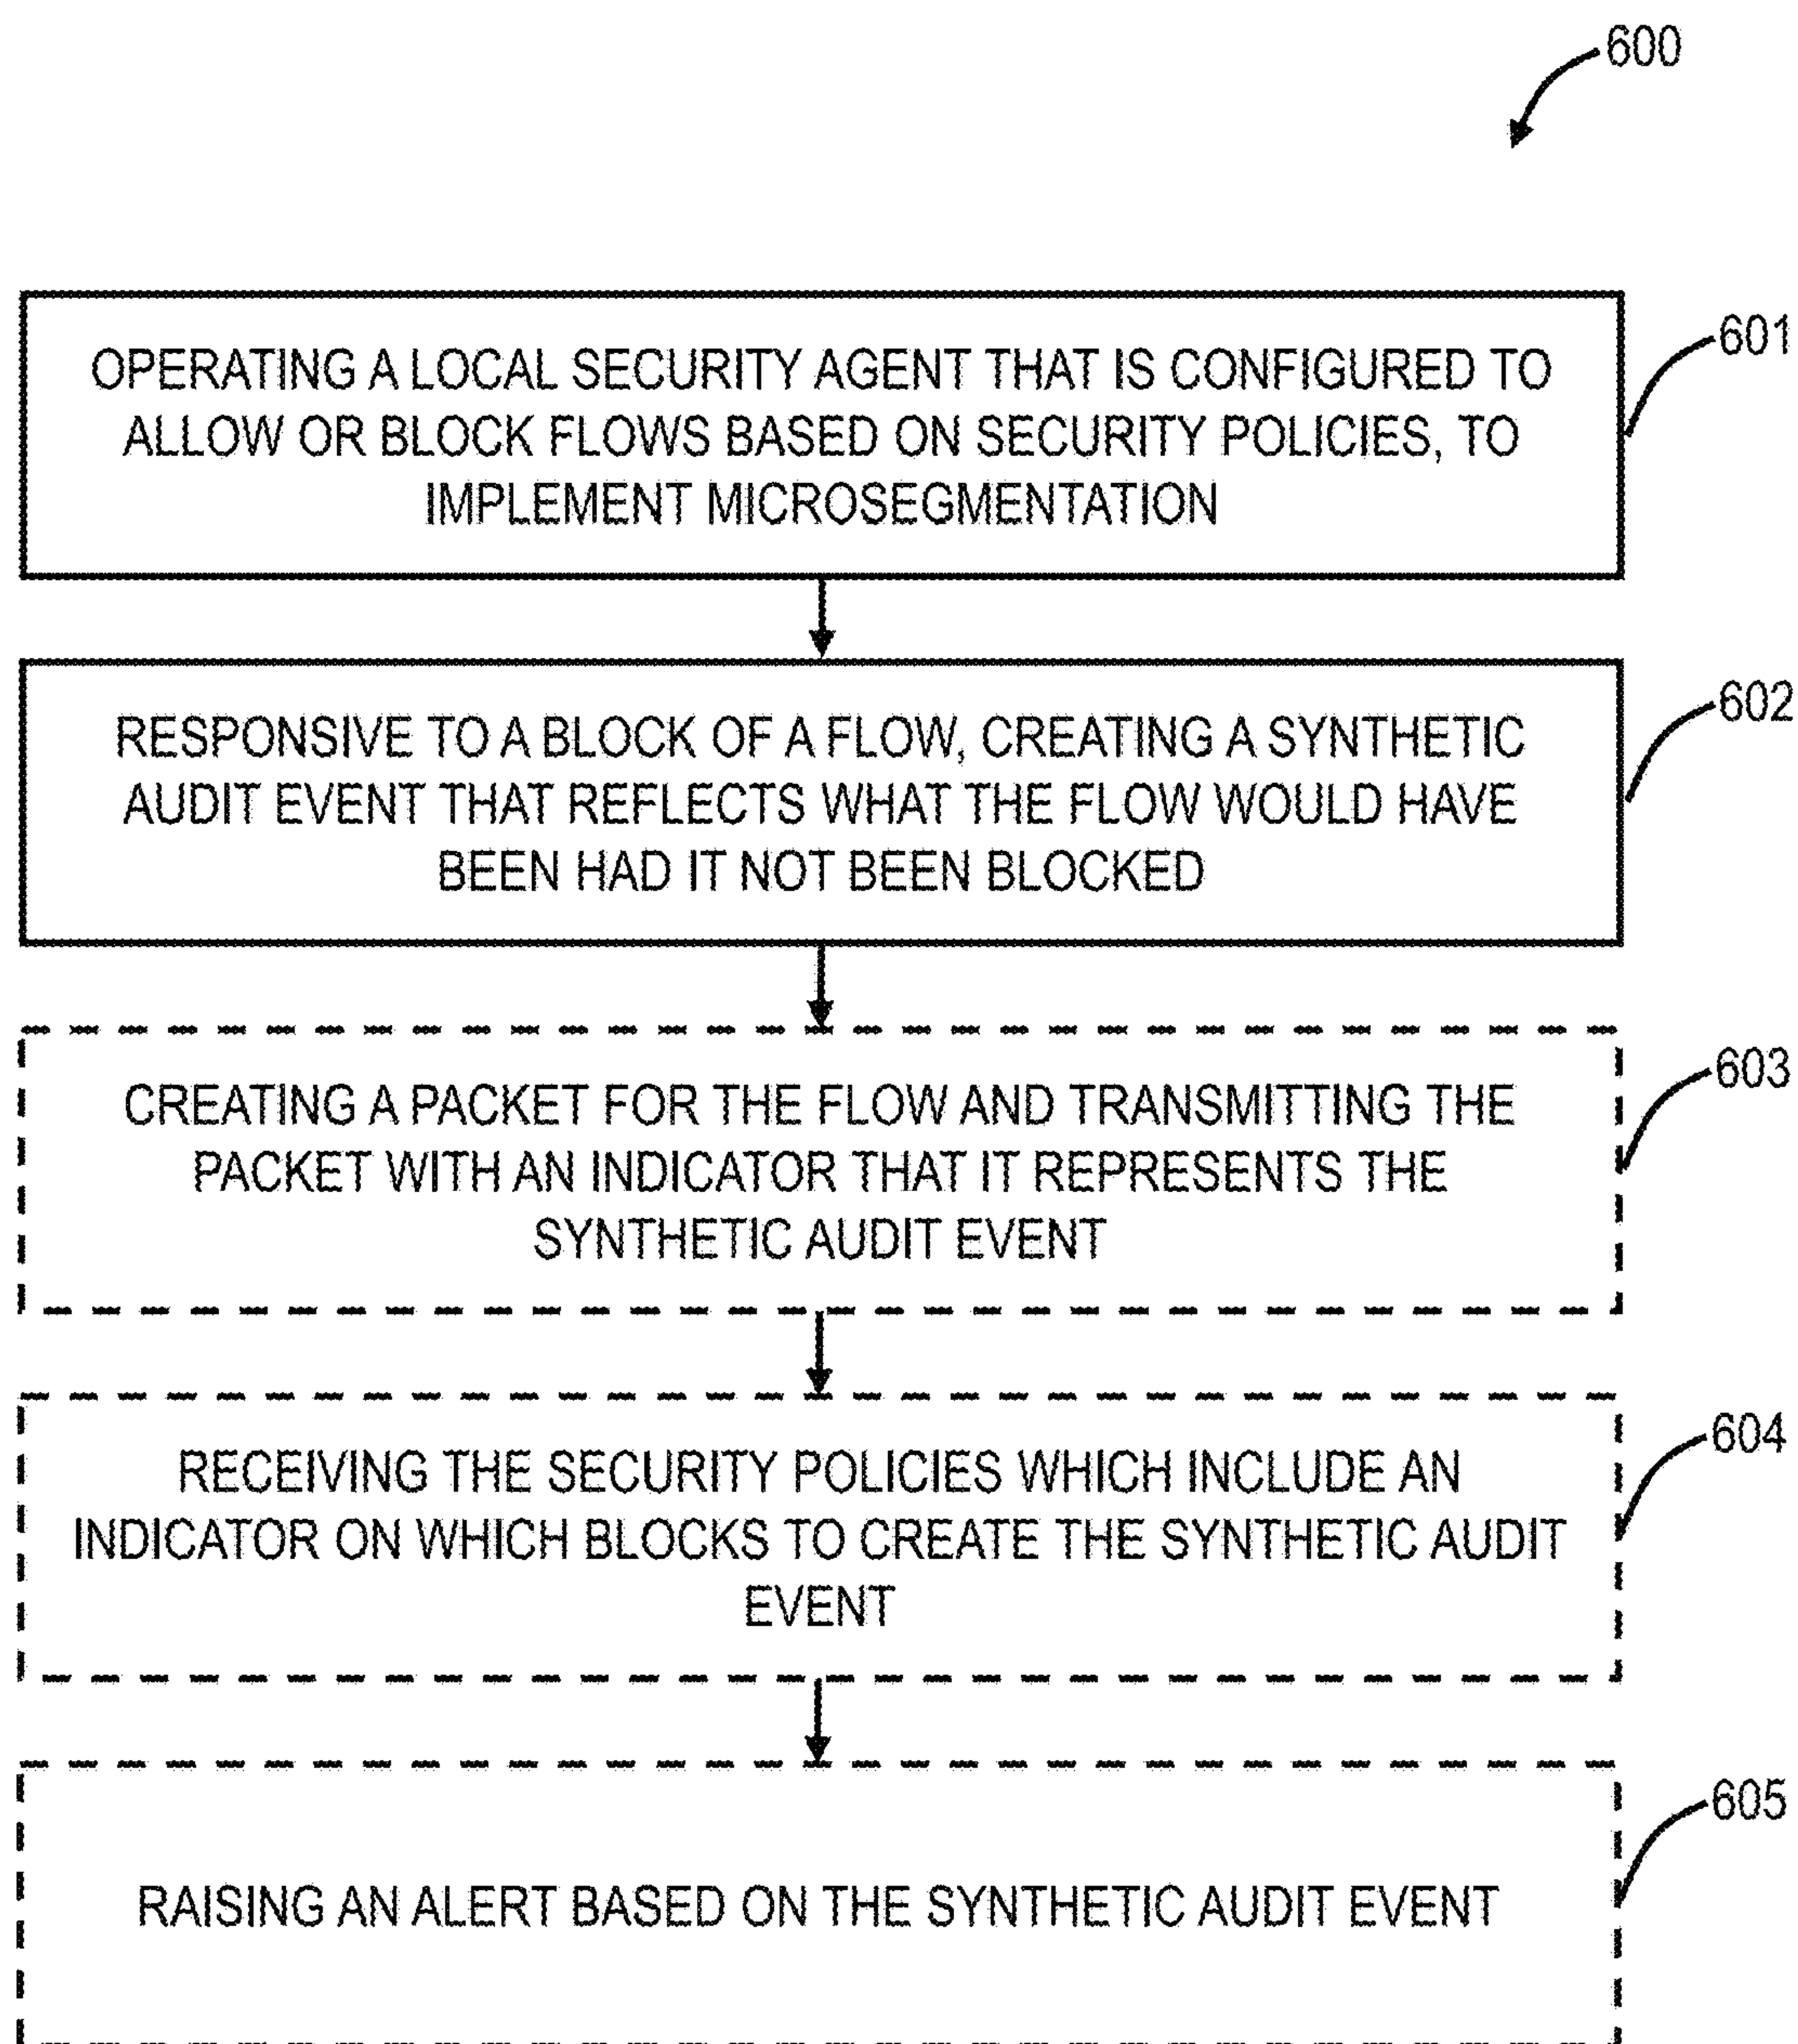 600
OPERATING A LOCAL SECURITY AGENT THAT IS CONFIGURED TO
ALLOW OR BLOCK FLOWS BASED ON SECURITY POLICIES, TO
IMPLEMENT MICROSEGMENTATION
601
RESPONSIVE TO A BLOCK OF A FLOW, CREATING A SYNTHETIC
AUDIT EVENT THAT REFLECTS WHAT THE FLOW WOULD HAVE
BEEN HAD IT NOT BEEN BLOCKED
602
CREATING A PACKET FOR THE FLOW AND TRANSMITTING THE
PACKET WITH AN INDICATOR THAT IT REPRESENTS THE
SYNTHETIC AUDIT EVENT
603
RECEIVING THE SECURITY POLICIES WHICH INCLUDE AN
INDICATOR ON WHICH BLOCKS TO CREATE THE SYNTHETIC AUDIT
EVENT
604
RAISING AN ALERT BASED ON THE SYNTHETIC AUDIT EVENT
605